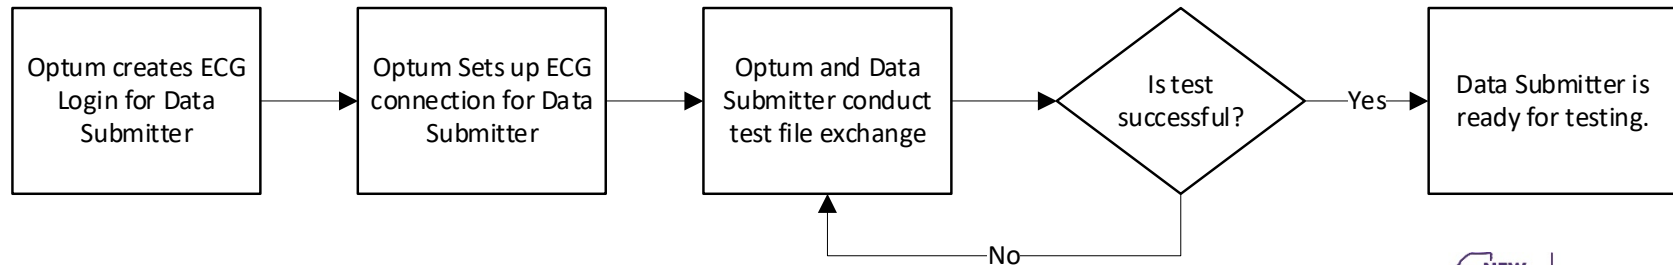 Optum creates ECG
Login for Data
Submitter
Optum Sets up ECG
connection for Data
Submitter
Optum and Data
Submitter conduct
test file exchange
Is test
successful?
Yes
Data Submitter is
ready for testing.
No
NEW